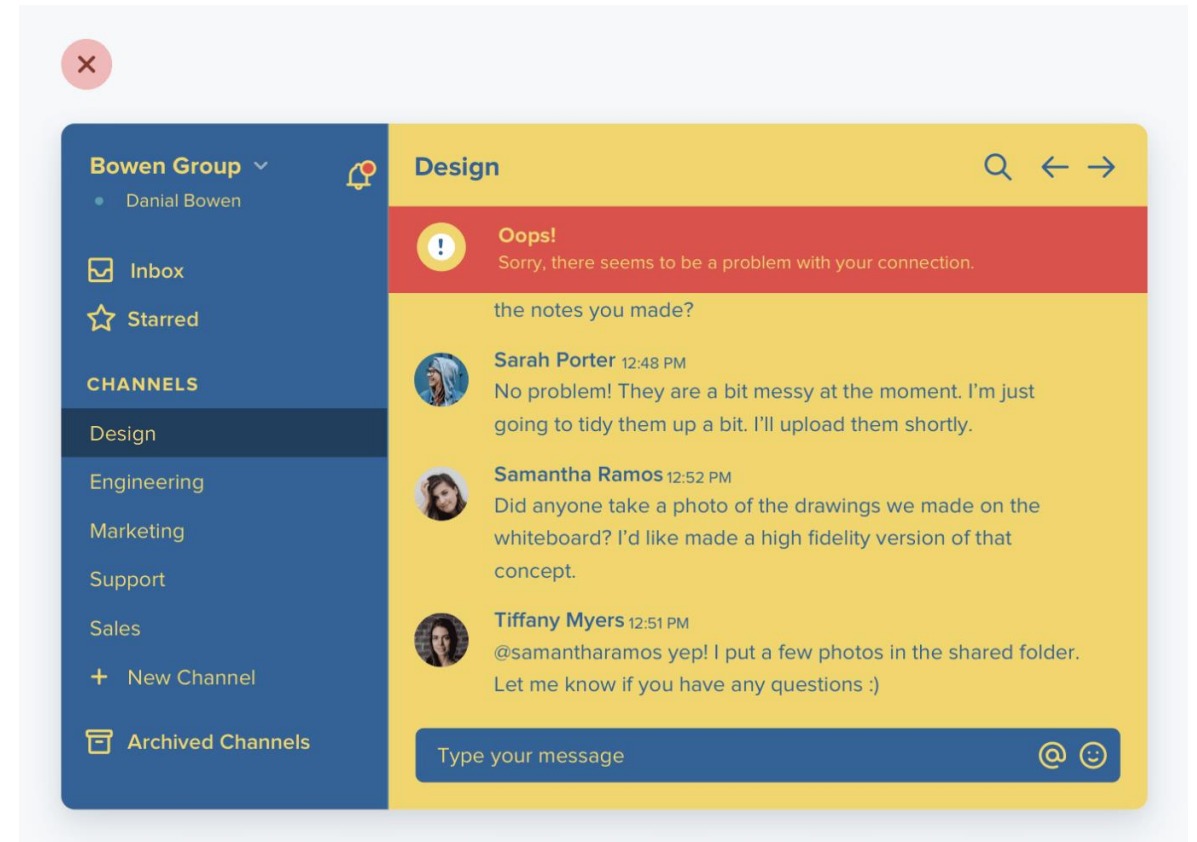 Bowen Group
Danial Bowen
Inbox
Starred
CHANNELS
Design
Engineering
Marketing
Support
Sales
+ New Channel
Archived Channels
Design
Oops!
Sorry, there seems to be a problem with your connection.
the notes you made?
Sarah Porter 12:48 PM
No problem! They are a bit messy at the moment. I’m just
going to tidy them up a bit. I’ll upload them shortly.
Samantha Ramos 12:52 PM
Did anyone take a photo of the drawings we made on the
whiteboard? I’d like made a high fidelity version of that
concept.
Tiffany Myers 12:51 PM
@samantharamos yep! I put a few photos in the shared folder.
Let me know if you have any questions :)
Type your message